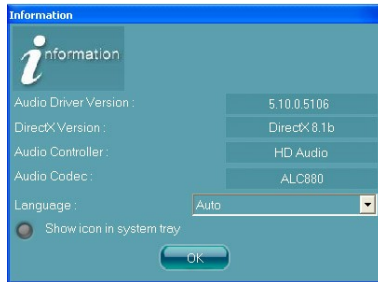 Information
information
Audio Driver Version : 5.10.0.5106
DirectX Version : DirectX 8.1b
Audio Controller : HD Audio
Audio Codec : ALC880
Language : Auto
Show icon in system tray
OK